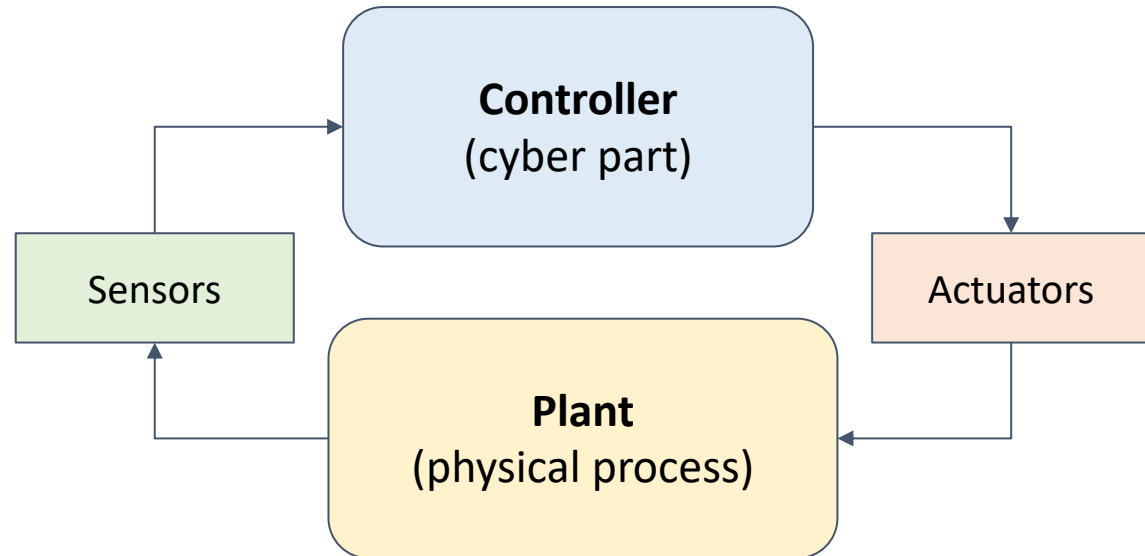 Controller
(cyber part)
Sensors
Actuators
Plant
(physical process)